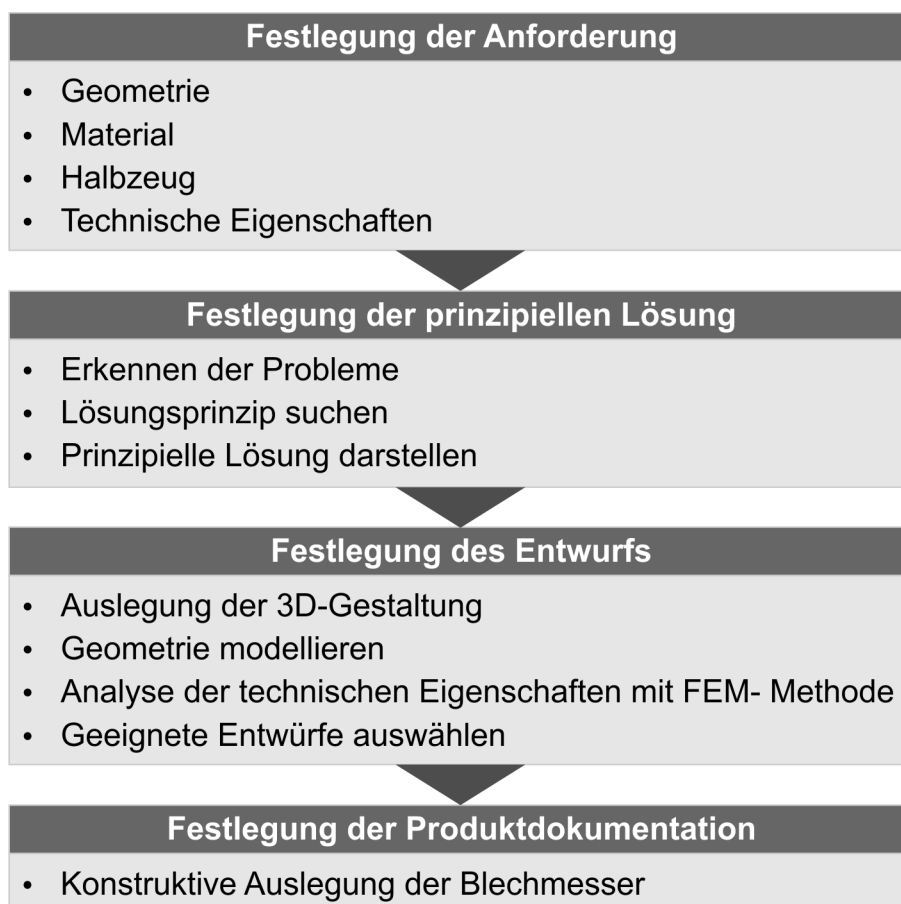 Festlegung der Anforderung
• Geometrie
• Material
• Halbzeug
• Technische Eigenschaften
Festlegung der prinzipiellen Lösung
• Erkennen der Probleme
• Lösungsprinzip suchen
• Prinzipielle Lösung darstellen
Festlegung des Entwurfs
• Auslegung der 3D-Gestaltung
• Geometrie modellieren
• Analyse der technischen Eigenschaften mit FEM- Methode
• Geeignete Entwürfe auswählen
Festlegung der Produktdokumentation
• Konstruktive Auslegung der Blechmesser